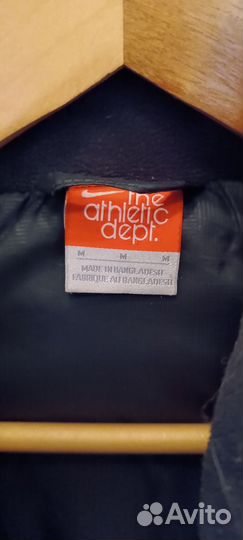 the
athletic
dept.
M M M
MADE IN BANGLADESH
FABRIQUE AU BANGLADESH
Avito